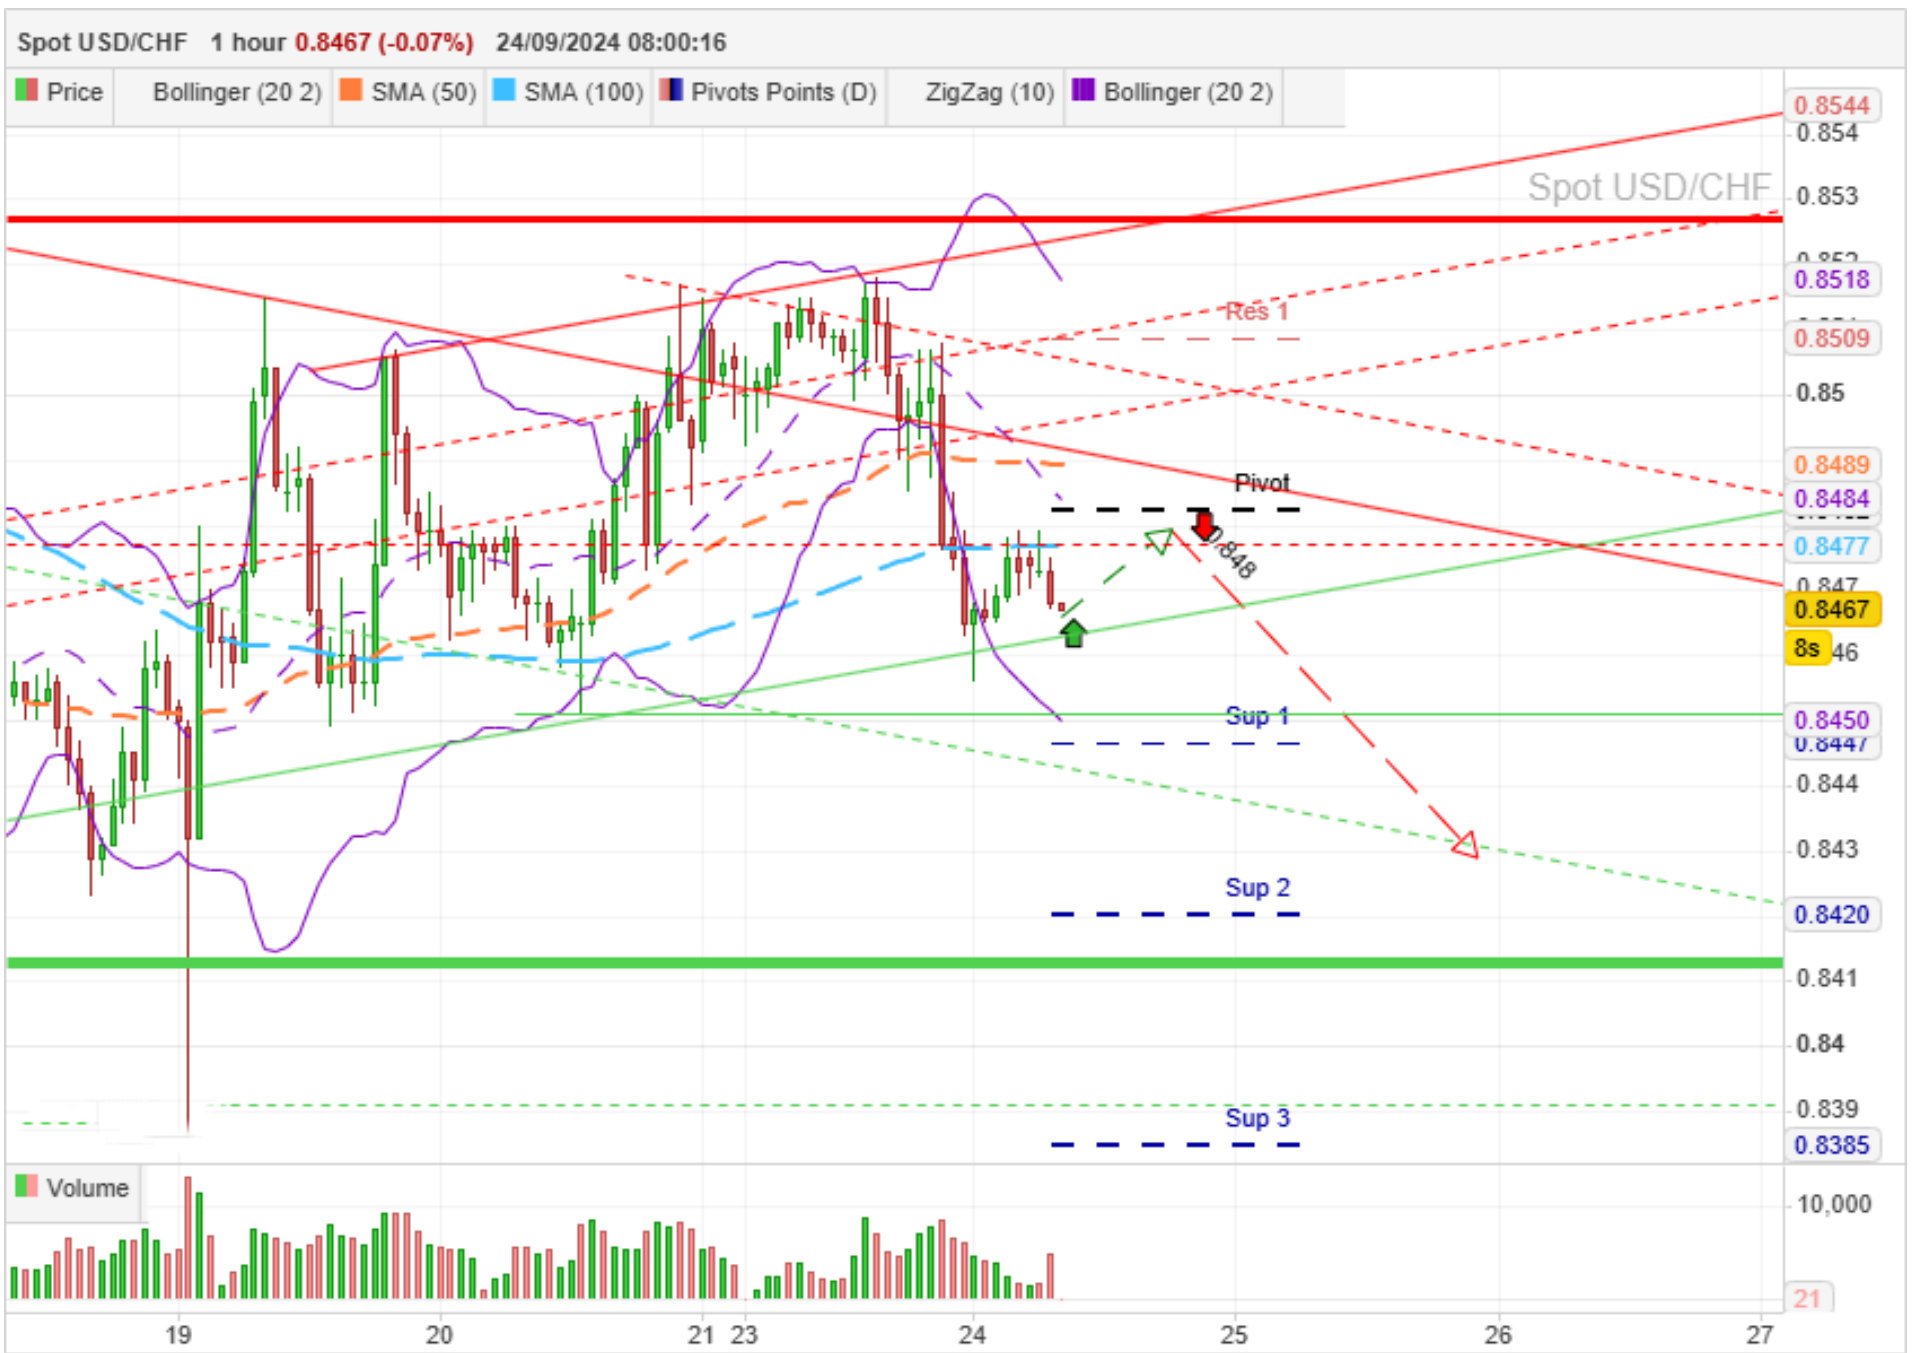 Spot USD/CHF 1 hour 0.8467 (-0.07%) 24/09/2024 08:00:16
Price Bollinger (20 2) SMA (50) SMA (100) Pivots Points (D) ZigZag (10) Bollinger (20 2)
0.8544
0.854
Spot USD/CHF
0.853
0.8518
Res 1
0.8509
0.85
0.8489
Pivot
0.8484
0.8477
0.848
0.847
0.8467
8s
46
Sup 1
0.8450
0.8447
0.844
0.843
Sup 2
0.8420
0.841
0.84
0.839
Sup 3
0.8385
Volume
10,000
21
19 20 21 23 24 25 26 27